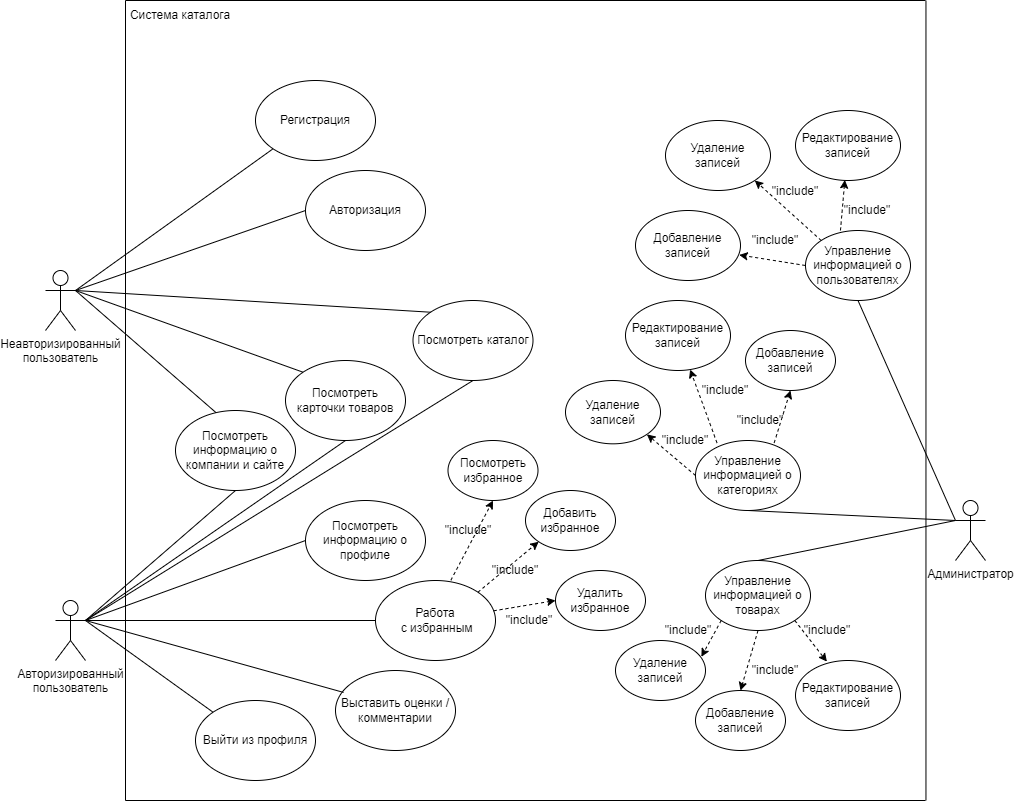 Система каталога
Регистрация
Авторизация
Неавторизированный
пользователь
Посмотреть каталог
Посмотреть
карточки товаров
Посмотреть
информацию о
компании и сайте
Посмотреть
информацию о
профиле
Авторизированный
пользователь
Работа
с избранным
Посмотреть
избранное
"include"
Добавить
избранное
"include"
Удалить
избранное
"include"
Выставить оценки /
комментарии
Выйти из профиля
Удаление
записей
Редактирование
записей
"include"
"include"
Добавление
записей
"include"
Управление
информацией о
пользователях
Редактирование
записей
Добавление
записей
"include"
Удаление
записей
"include"
"include"
Управление
информацией о
категориях
Администратор
Управление
информацией о
товарах
"include"
"include"
Удаление
записей
"include"
Редактирование
записей
Добавление
записей